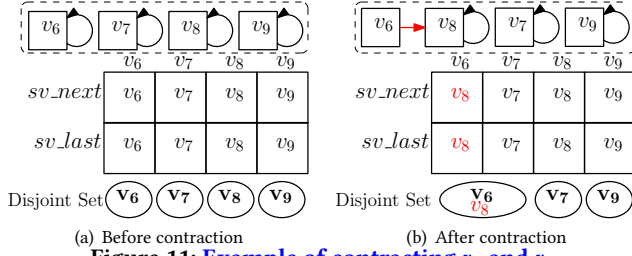 v6 v7 v8 v9 v6 v8 v7 v9
v6 v7 v8 v9 v6 v7 v8 v9
sv_next v6 v7 v8 v9 sv_next v8 v7 v8 v9
sv_last v6 v7 v8 v9 sv_last v8 v7 v8 v9
Disjoint Set v6 v7 v8 v9 Disjoint Set v6 v7 v9
v8
(a) Before contraction (b) After contraction
Figure 11: Example of contracting and